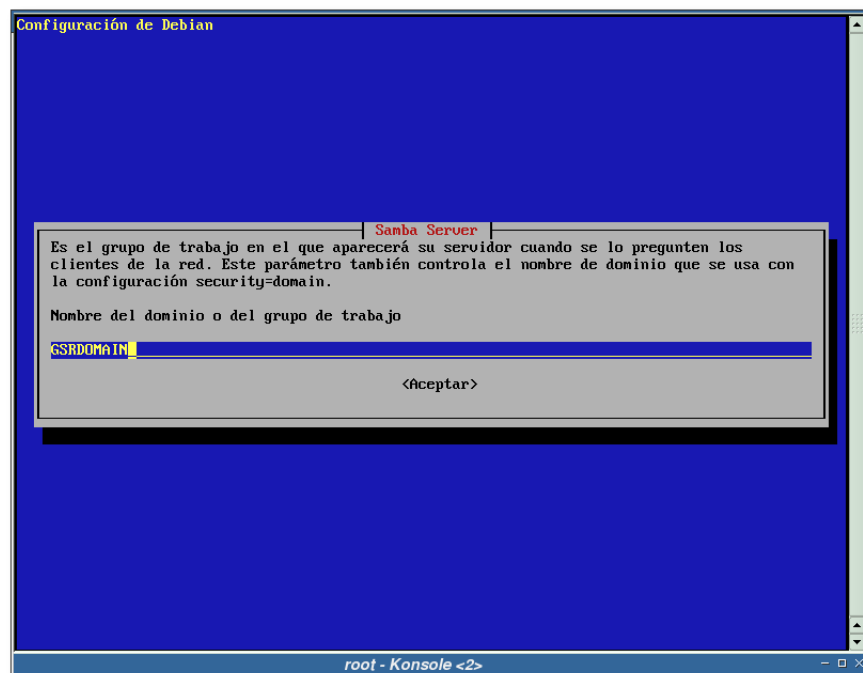 Configuración de Debian
Samba Server
Es el grupo de trabajo en el que aparecerá su servidor cuando se lo pregunten los
clientes de la red. Este parámetro también controla el nombre de dominio que se usa con
la configuración security=domain.
Nombre del dominio o del grupo de trabajo
GSRDOMAIN
<Aceptar>
root - Konsole <2>